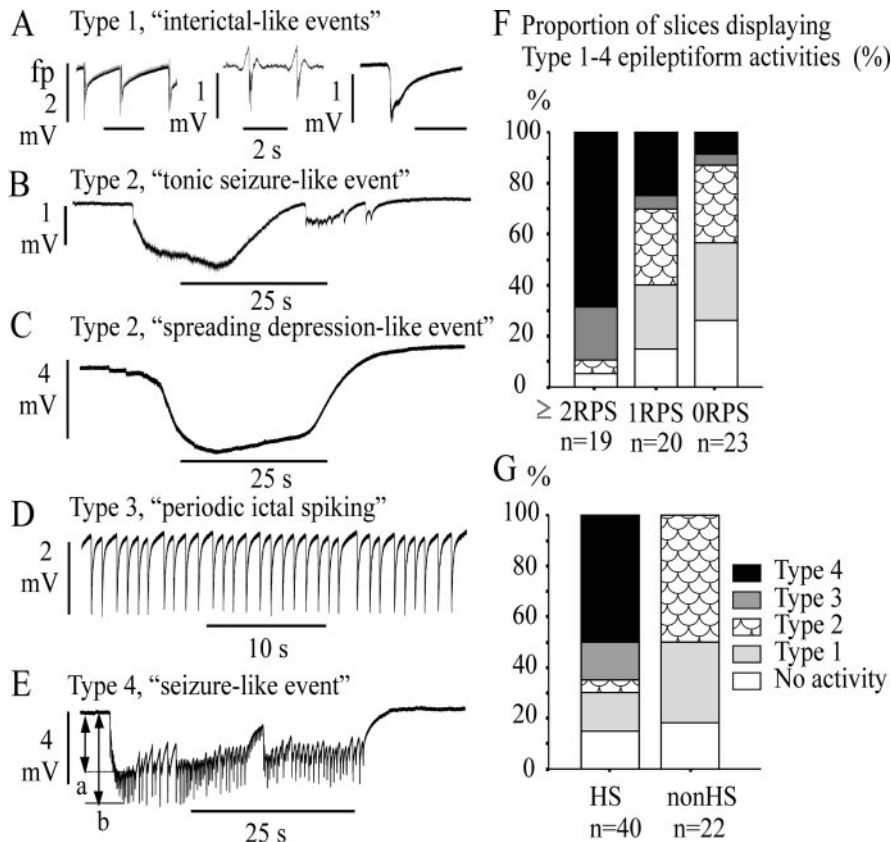 A Type 1, “interictal-like events”
fp
2
mV
1
mV
1
mV
2 s
B Type 2, “tonic seizure-like event”
1
mV
25 s
C Type 2, “spreading depression-like event”
4
mV
25 s
D Type 3, “periodic ictal spiking”
2
mV
10 s
E Type 4, “seizure-like event”
4
mV
a
b
25 s
F Proportion of slices displaying
Type 1-4 epileptiform activities (%)
%
100
80
60
40
20
0
≥ 2RPS 1RPS 0RPS
n=19 n=20 n=23
G %
100
80
60
40
20
0
Type 4
Type 3
Type 2
Type 1
No activity
HS nonHS
n=40 n=22